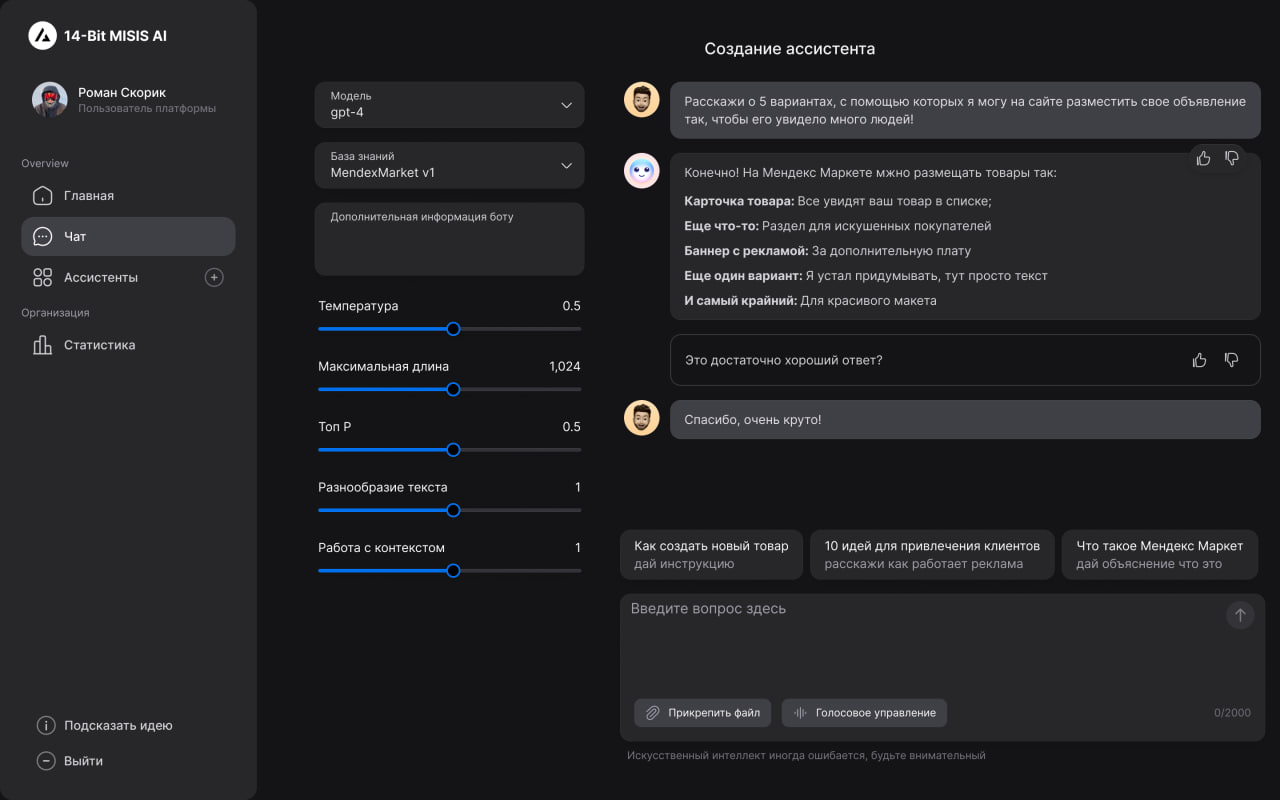 14-Bit MISIS AI
Роман Скорик
Пользователь платформы
Overview
Главная
Чат
Ассистенты
Организация
Статистика
Подсказать идею
Выйти
Модель
gpt-4
База знаний
MendexMarket v1
Дополнительная информация боту
Температура 0.5
Максимальная длина 1,024
Топ P 0.5
Разнообразие текста 1
Работа с контекстом 1
Создание ассистента
Расскажи о 5 вариантах, с помощью которых я могу на сайте разместить свое объявление
так, чтобы его увидело много людей!
Конечно! На Мендекс Маркете мжно размещать товары так:
Карточка товара: Все увидят ваш товар в списке;
Еще что-то: Раздел для искушенных покупателей
Баннер с рекламой: За дополнительную плату
Еще один вариант: Я устал придумывать, тут просто текст
И самый крайний: Для красивого макета
Это достаточно хороший ответ?
Спасибо, очень круто!
Как создать новый товар
дай инструкцию
10 идей для привлечения клиентов
расскажи как работает реклама
Что такое Мендекс Маркет
дай объяснение что это
Введите вопрос здесь
Прикрепить файл
Голосовое управление
0/2000
Искусственный интеллект иногда ошибается, будьте внимательный